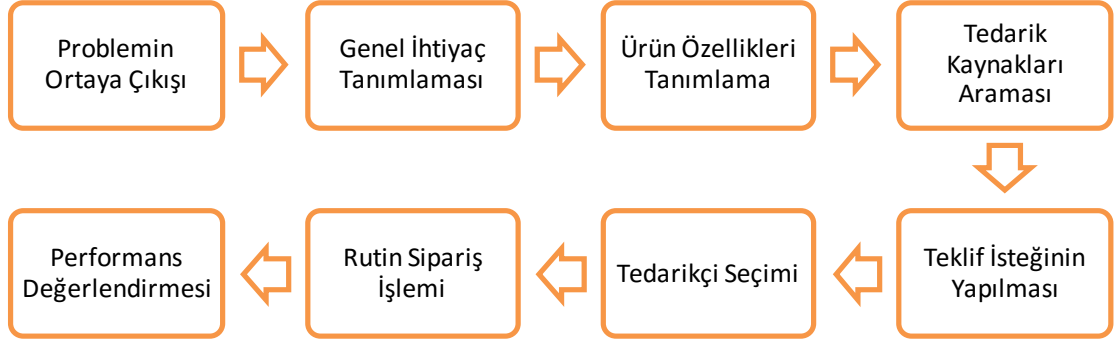 Problemin
Ortaya Çıkışı
Genel İhtiyaç
Tanımlaması
Ürün Özellikleri
Tanımlama
Tedarik
Kaynakları
Araması
Teklif İsteğinin
Yapılması
Tedarikçi Seçimi
Rutin Sipariş
İşlemi
Performans
Değerlendirmesi